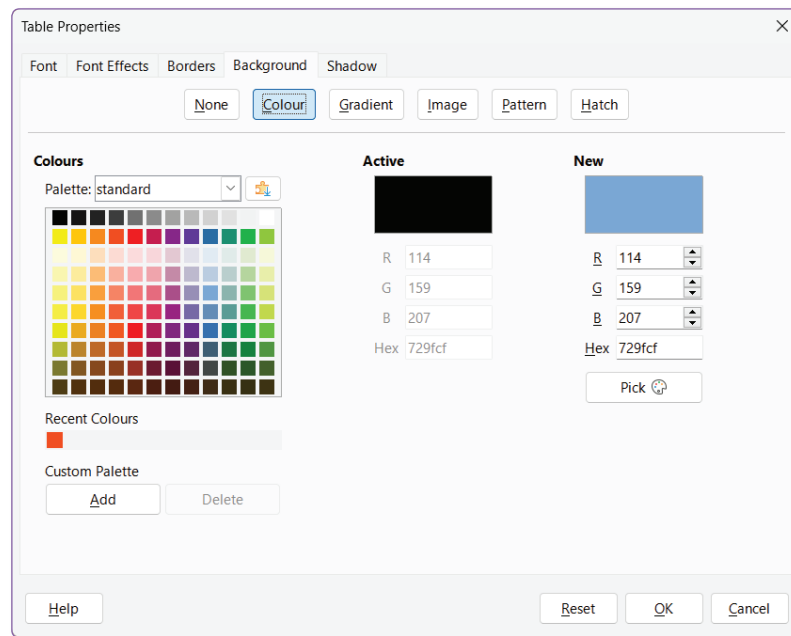 Table Properties
Font Font Effects Borders Background Shadow
None Colour Gradient Image Pattern Hatch
Colours
Palette: standard
Recent Colours
Custom Palette
Add Delete
Active
R 114
G 159
B 207
Hex 729fcf
New
R 114
G 159
B 207
Hex 729fcf
Pick
Help Reset OK Cancel